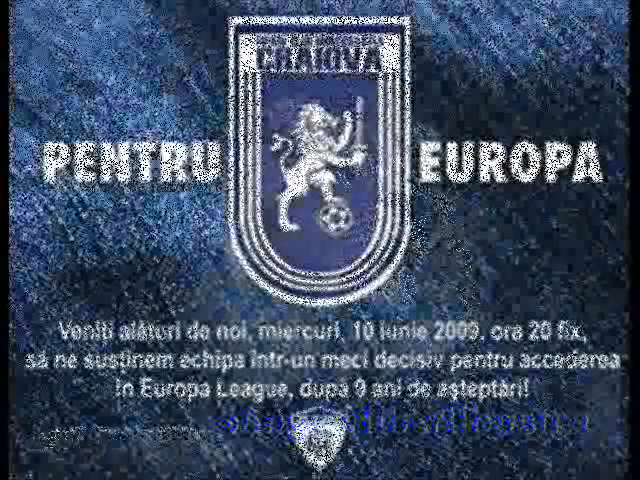 CRAIOVA
PENTRU EUROPA
Veniti alături de noi, miercuri, 10 iunie 2009, ora 20 fix,
să ne susținem echipa într-un meci decisiv pentru accederea
în Europa League, după 9 ani de așteptări!